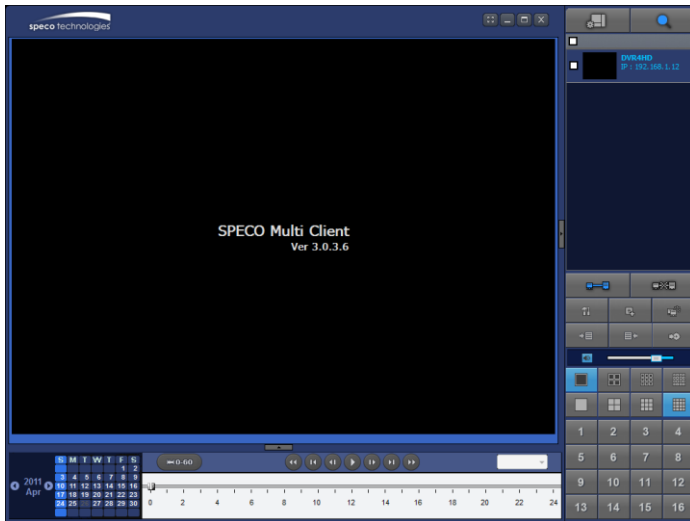 speco technologies
DVR4HD
IP : 192.168.1.12
SPECO Multi Client
Ver 3.0.3.6
2011
Apr
S M T W T F S
1 2
3 4 5 6 7 8 9
10 11 12 13 14 15 16
17 18 19 20 21 22 23
24 25 27 28 29 30
0 2 4 6 8 10 12 14 16 18 20 22 24
1 2 3 4
5 6 7 8
9 10 11 12
13 14 15 16